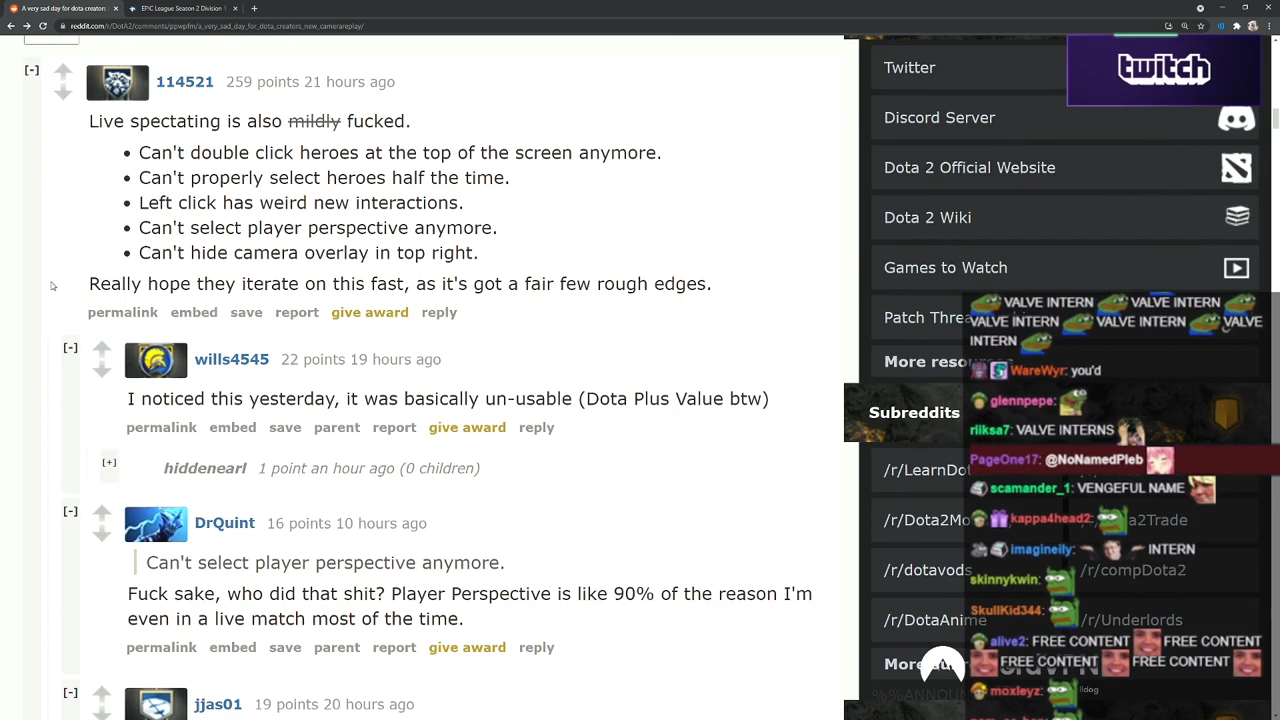 A very sad day for dota creators
EPIC League Season 2 Division
reddit.com/r/DotA2/comments/ppwpfm/a_very_sad_day_for_dota_creators_new_camerareplay/
[-]
114521 259 points 21 hours ago
Live spectating is also mildly fucked.
• Can't double click heroes at the top of the screen anymore.
• Can't properly select heroes half the time.
• Left click has weird new interactions.
• Can't select player perspective anymore.
• Can't hide camera overlay in top right.
Really hope they iterate on this fast, as it's got a fair few rough edges.
permalink embed save report give award reply
[-]
wills4545 22 points 19 hours ago
I noticed this yesterday, it was basically un-usable (Dota Plus Value btw)
permalink embed save parent report give award reply
[+] hiddenearl 1 point an hour ago (0 children)
[-]
DrQuint 16 points 10 hours ago
Can't select player perspective anymore.
Fuck sake, who did that shit? Player Perspective is like 90% of the reason I'm
even in a live match most of the time.
permalink embed save parent report give award reply
[-]
jjas01 19 points 20 hours ago
Twitter
twitch
Discord Server
Dota 2 Official Website
Dota 2 Wiki
Games to Watch
Patch
More
Subreddits
/r/dotavods
/r/compDota2
/r/DotaAnime
/r/Underlords
More
VALVE INTERN VALVE INTERN
VALVE INTERN VALVE INTERN VALVE
INTERN
WareWyr: you'd
glennpepe:
riiksa7: VALVE INTERNS
PageOne17: @NoNamedPleb
scamander_1: VENGEFUL NAME
kappa4head2:
imagineily: INTERN
skinnykwin:
SkullKid344:
alive2: FREE CONTENT FREE CONTENT
FREE CONTENT FREE CONTENT
moxleyz: